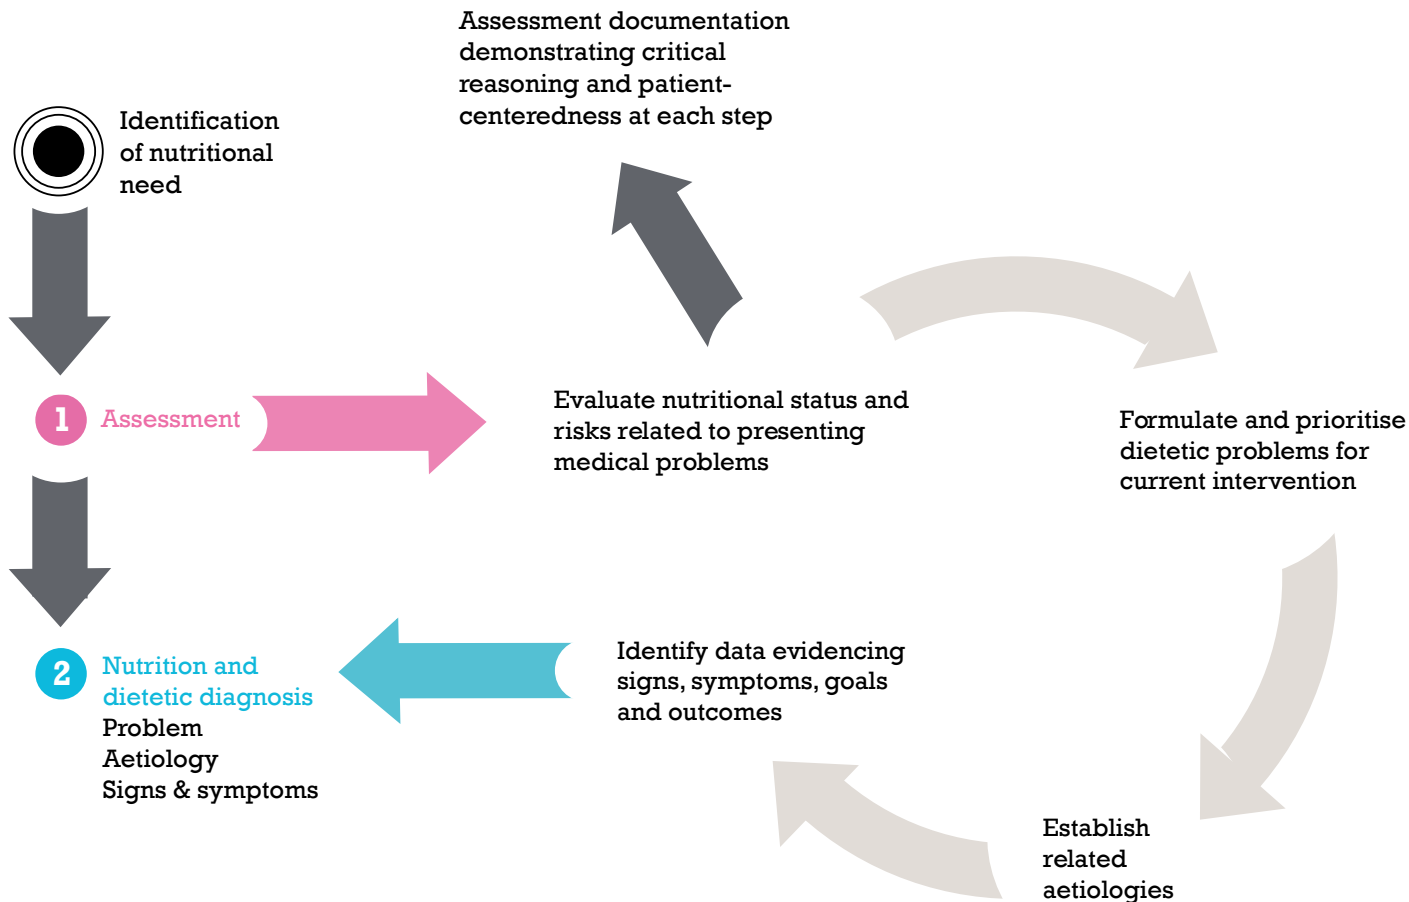 Assessment documentation
demonstrating critical
reasoning and patient-
centeredness at each step
Identification
of nutritional
need
1 Assessment
Evaluate nutritional status and
risks related to presenting
medical problems
Formulate and prioritise
dietetic problems for
current intervention
2 Nutrition and
dietetic diagnosis
Problem
Aetiology
Signs & symptoms
Identify data evidencing
signs, symptoms, goals
and outcomes
Establish
related
aetiologies